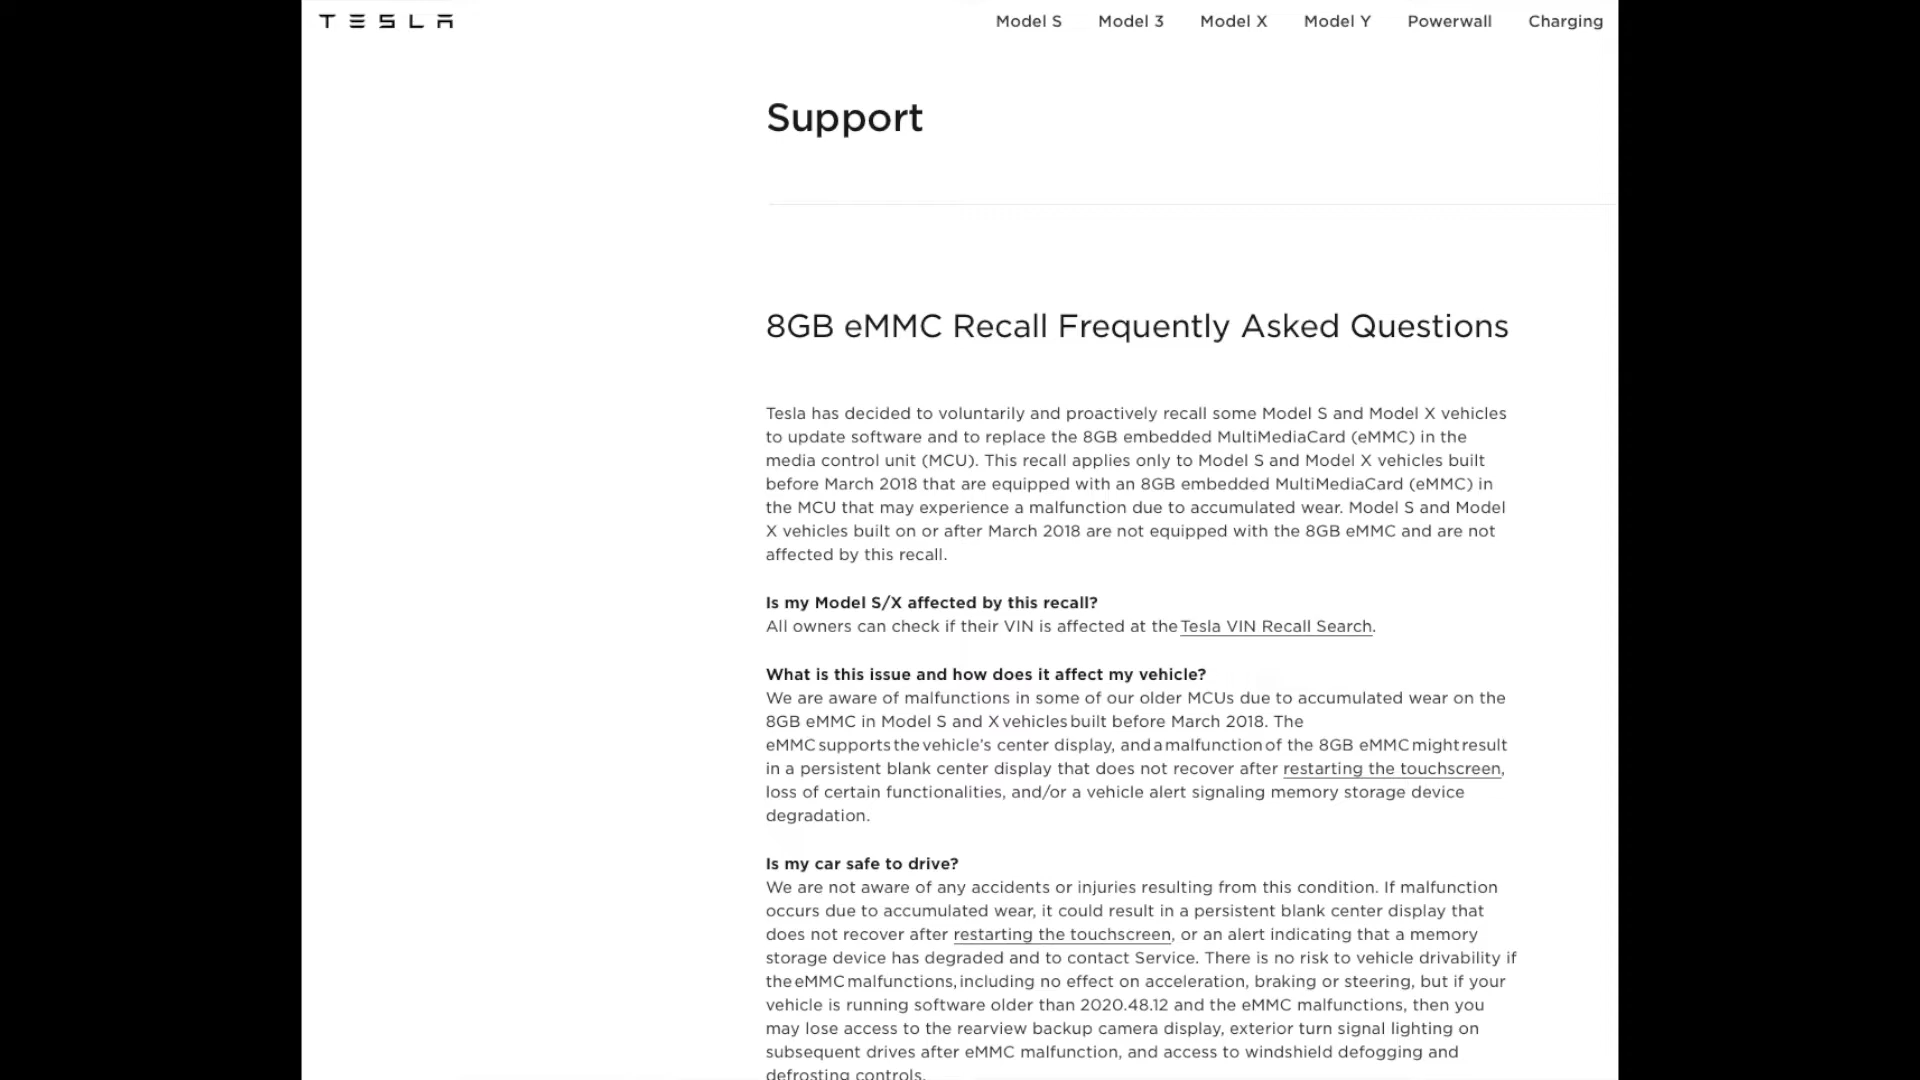 TESLA
Model S Model 3 Model X Model Y Powerwall Charging
Support
8GB eMMC Recall Frequently Asked Questions
Tesla has decided to voluntarily and proactively recall some Model S and Model X vehicles
to update software and to replace the 8GB embedded MultiMediaCard (eMMC) in the
media control unit (MCU). This recall applies only to Model S and Model X vehicles built
before March 2018 that are equipped with an 8GB embedded MultiMediaCard (eMMC) in
the MCU that may experience a malfunction due to accumulated wear. Model S and Model
X vehicles built on or after March 2018 are not equipped with the 8GB eMMC and are not
affected by this recall.
Is my Model S/X affected by this recall?
All owners can check if their VIN is affected at the Tesla VIN Recall Search.
What is this issue and how does it affect my vehicle?
We are aware of malfunctions in some of our older MCUs due to accumulated wear on the
8GB eMMC in Model S and X vehicles built before March 2018. The
eMMC supports the vehicle's center display, and a malfunction of the 8GB eMMC might result
in a persistent blank center display that does not recover after restarting the touchscreen,
loss of certain functionalities, and/or a vehicle alert signaling memory storage device
degradation.
Is my car safe to drive?
We are not aware of any accidents or injuries resulting from this condition. If malfunction
occurs due to accumulated wear, it could result in a persistent blank center display that
does not recover after restarting the touchscreen, or an alert indicating that a memory
storage device has degraded and to contact Service. There is no risk to vehicle drivability if
the eMMC malfunctions, including no effect on acceleration, braking or steering, but if your
vehicle is running software older than 2020.48.12 and the eMMC malfunctions, then you
may lose access to the rearview backup camera display, exterior turn signal lighting on
subsequent drives after eMMC malfunction, and access to windshield defogging and
defrosting controls.